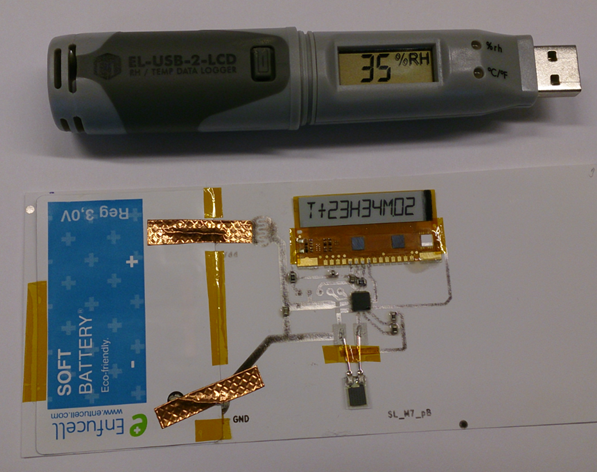 EL-USB-2-LCD
RH / TEMP DATA LOGGER
35 %RH
%rh
°C/°F
Reg 3,0V
+
-
SOFT
BATTERY
Eco-friendly.
Enfucell
www.enfucell.com
T+23H34M02
GND
SL_M7_pB